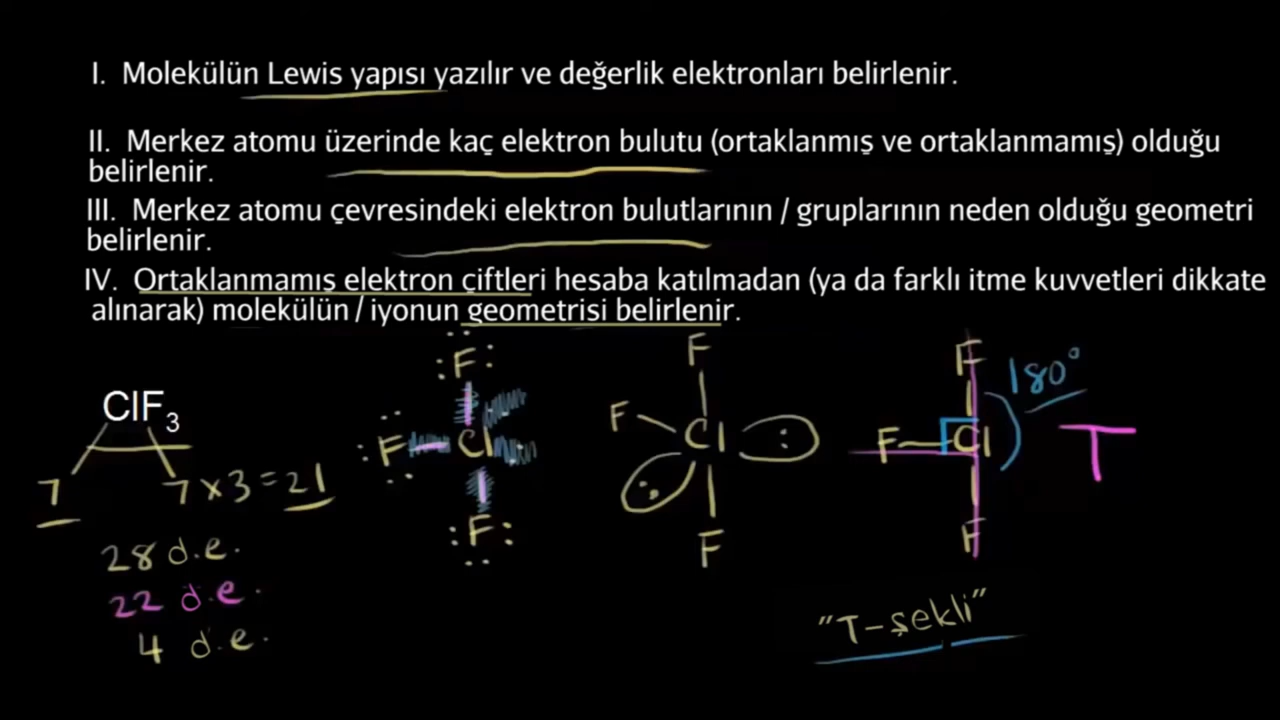 I. Molekülün Lewis yapısı yazılır ve değerlik elektronları belirlenir.
II. Merkez atomu üzerinde kaç elektron bulutu (ortaklanmış ve ortaklanmamış) olduğu
belirlenir.
III. Merkez atomu çevresindeki elektron bulutlarının / gruplarının neden olduğu geometri
belirlenir.
IV. Ortaklanmamış elektron çiftleri hesaba katılmadan (ya da farklı itme kuvvetleri dikkate
alınarak) molekülün / iyonun geometrisi belirlenir.
ClF3
7 7 x 3 = 21
28 d.e.
22 d.e.
4 d.e.
F
F Cl
F
F
F Cl
F
F 180°
F Cl T
F
"T-şekli"